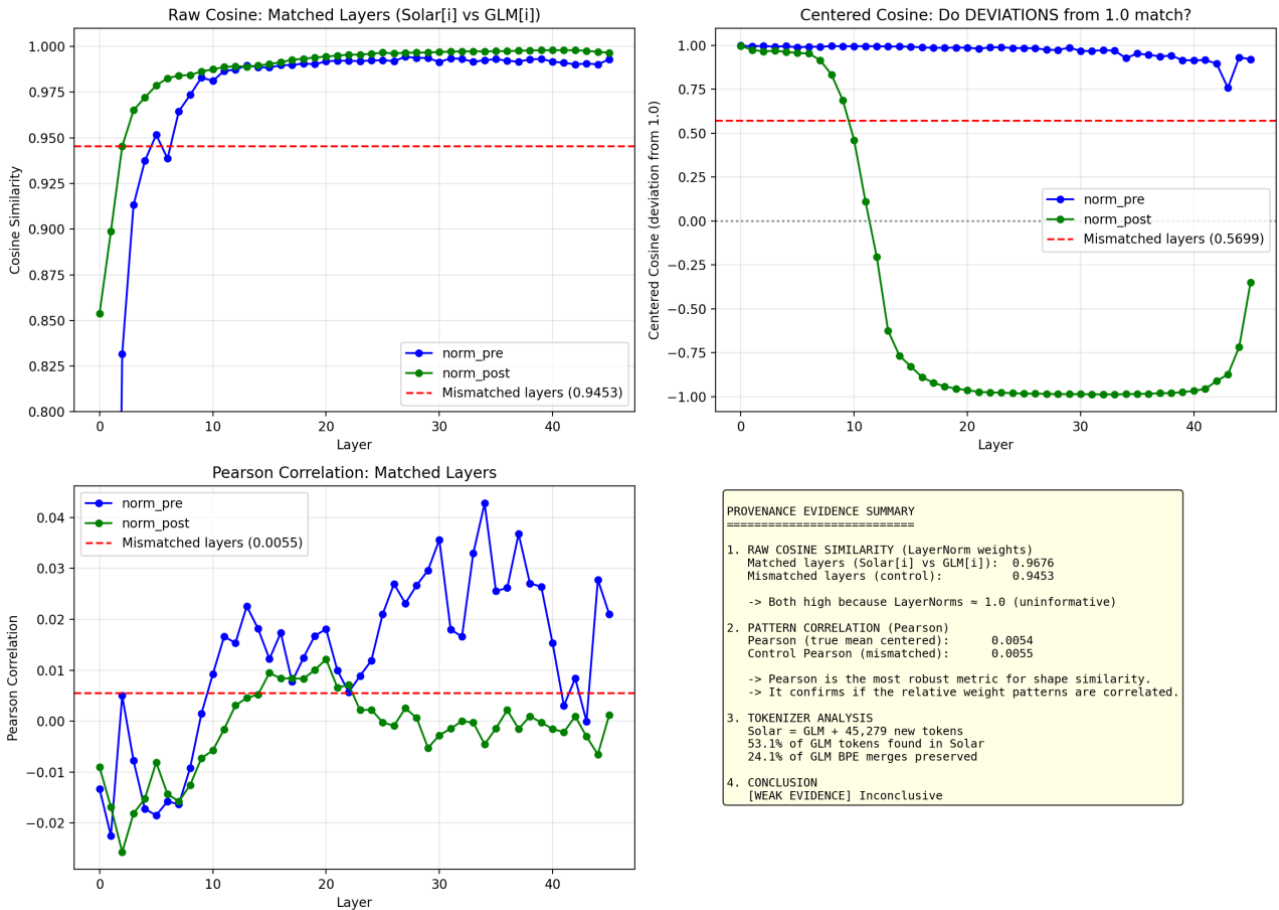 Raw Cosine: Matched Layers (Solar[i] vs GLM[i])
1.000
0.975
0.950
0.925
0.900
0.875
0.850
0.825
0.800
Cosine Similarity
norm_pre
norm_post
Mismatched layers (0.9453)
0 10 20 30 40
Layer
Centered Cosine: Do DEVIATIONS from 1.0 match?
1.00
0.75
0.50
0.25
0.00
−0.25
−0.50
−0.75
−1.00
Centered Cosine (deviation from 1.0)
norm_pre
norm_post
Mismatched layers (0.5699)
0 10 20 30 40
Layer
Pearson Correlation: Matched Layers
norm_pre
norm_post
Mismatched layers (0.0055)
0.04
0.03
0.02
0.01
0.00
−0.01
−0.02
Pearson Correlation
0 10 20 30 40
Layer
PROVENANCE EVIDENCE SUMMARY
===========================
1. RAW COSINE SIMILARITY (LayerNorm weights)
Matched layers (Solar[i] vs GLM[i]): 0.9676
Mismatched layers (control): 0.9453
-> Both high because LayerNorms ≈ 1.0 (uninformative)
2. PATTERN CORRELATION (Pearson)
Pearson (true mean centered): 0.0054
Control Pearson (mismatched): 0.0055
-> Pearson is the most robust metric for shape similarity.
-> It confirms if the relative weight patterns are correlated.
3. TOKENIZER ANALYSIS
Solar = GLM + 45,279 new tokens
53.1% of GLM tokens found in Solar
24.1% of GLM BPE merges preserved
4. CONCLUSION
[WEAK EVIDENCE] Inconclusive